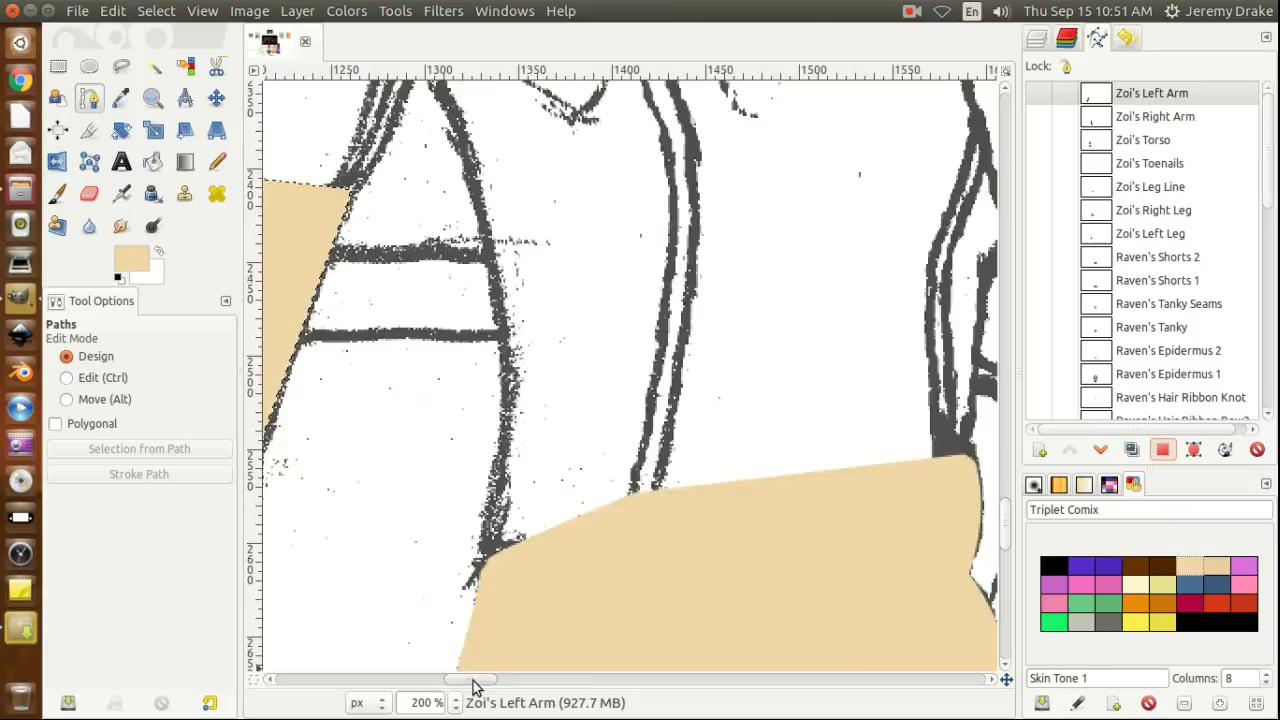 File Edit Select View Image Layer Colors Tools Filters Windows Help En Thu Sep 15 10:51 AM Jeremy Drake
Lock:
1250 1300 1350 1400 1450 1500 1550
Zoi's Left Arm
Zoi's Right Arm
Zoi's Torso
Zoi's Toenails
Zoi's Leg Line
Zoi's Right Leg
Zoi's Left Leg
Raven's Shorts 2
Raven's Shorts 1
Raven's Tanky Seams
Raven's Tanky
Raven's Epidermus 2
Raven's Epidermus 1
Raven's Hair Ribbon Knot
Tool Options
Paths
Edit Mode
Design
Edit (Ctrl)
Move (Alt)
Polygonal
Selection from Path
Stroke Path
Triplet Comix
Skin Tone 1 Columns: 8
px 200 % Zoi's Left Arm (927.7 MB)